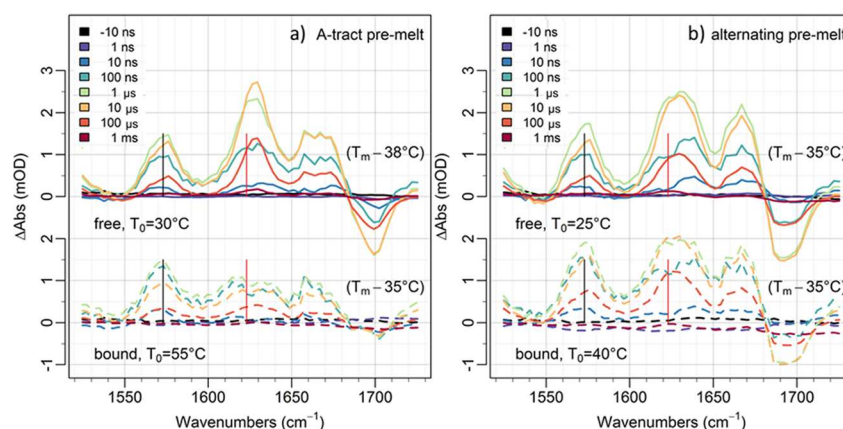 a) A-tract pre-melt
-10 ns
1 ns
10 ns
100 ns
1 µs
10 µs
100 µs
1 ms
(Tm – 38°C)
free, T0=30°C
(Tm – 35°C)
bound, T0=55°C
3
2
1
0
2
1
0
-1
ΔAbs (mOD)
1550 1600 1650 1700
Wavenumbers (cm⁻¹)
b) alternating pre-melt
-10 ns
1 ns
10 ns
100 ns
1 µs
10 µs
100 µs
1 ms
(Tm – 35°C)
free, T0=25°C
(Tm – 35°C)
bound, T0=40°C
3
2
1
0
2
1
0
-1
ΔAbs (mOD)
1550 1600 1650 1700
Wavenumbers (cm⁻¹)